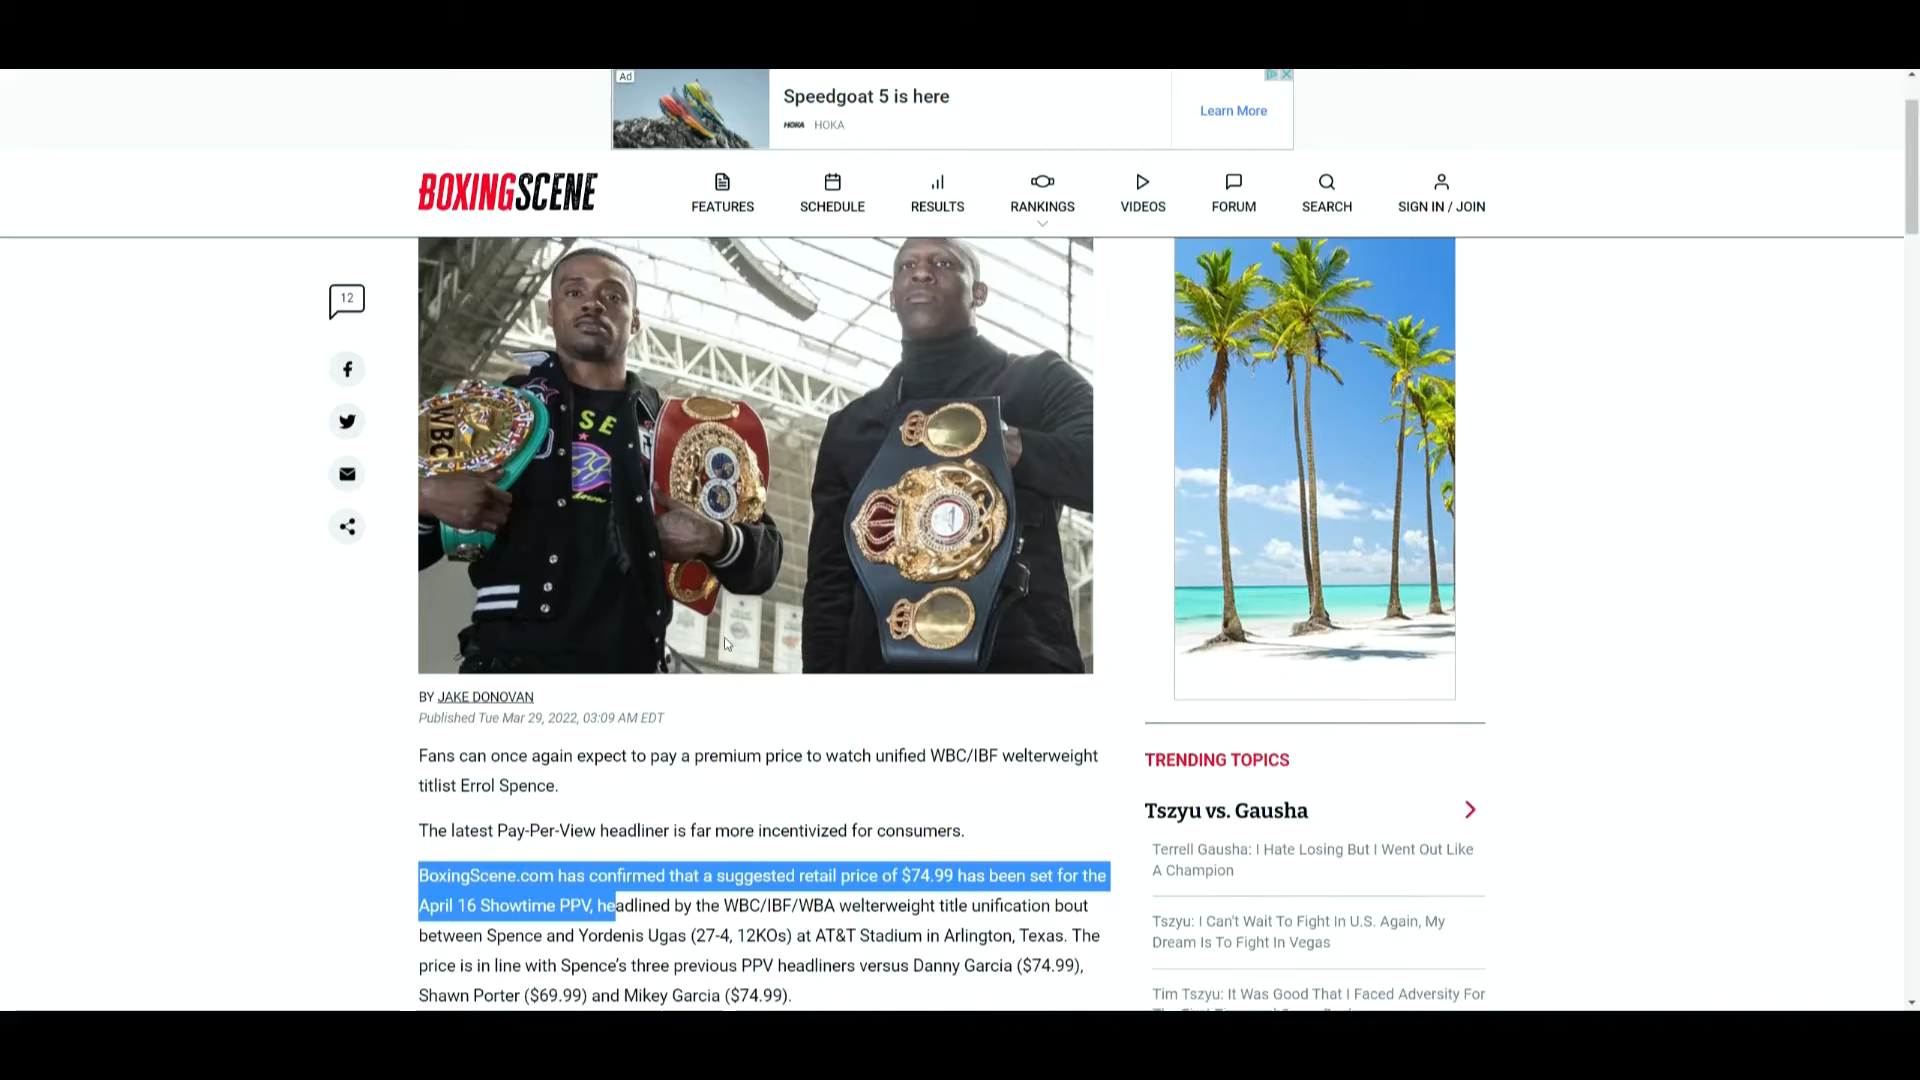 Ad
Speedgoat 5 is here
HOKA HOKA
Learn More
BOXINGSCENE
FEATURES
SCHEDULE
RESULTS
RANKINGS
VIDEOS
FORUM
SEARCH
SIGN IN / JOIN
12
WBC
SE
BY JAKE DONOVAN
Published Tue Mar 29, 2022, 03:09 AM EDT
Fans can once again expect to pay a premium price to watch unified WBC/IBF welterweight
titlist Errol Spence.
The latest Pay-Per-View headliner is far more incentivized for consumers.
BoxingScene.com has confirmed that a suggested retail price of $74.99 has been set for the
April 16 Showtime PPV, headlined by the WBC/IBF/WBA welterweight title unification bout
between Spence and Yordenis Ugas (27-4, 12KOs) at AT&T Stadium in Arlington, Texas. The
price is in line with Spence’s three previous PPV headliners versus Danny Garcia ($74.99),
Shawn Porter ($69.99) and Mikey Garcia ($74.99).
TRENDING TOPICS
Tszyu vs. Gausha
Terrell Gausha: I Hate Losing But I Went Out Like
A Champion
Tszyu: I Can't Wait To Fight In U.S. Again, My
Dream Is To Fight In Vegas
Tim Tszyu: It Was Good That I Faced Adversity For